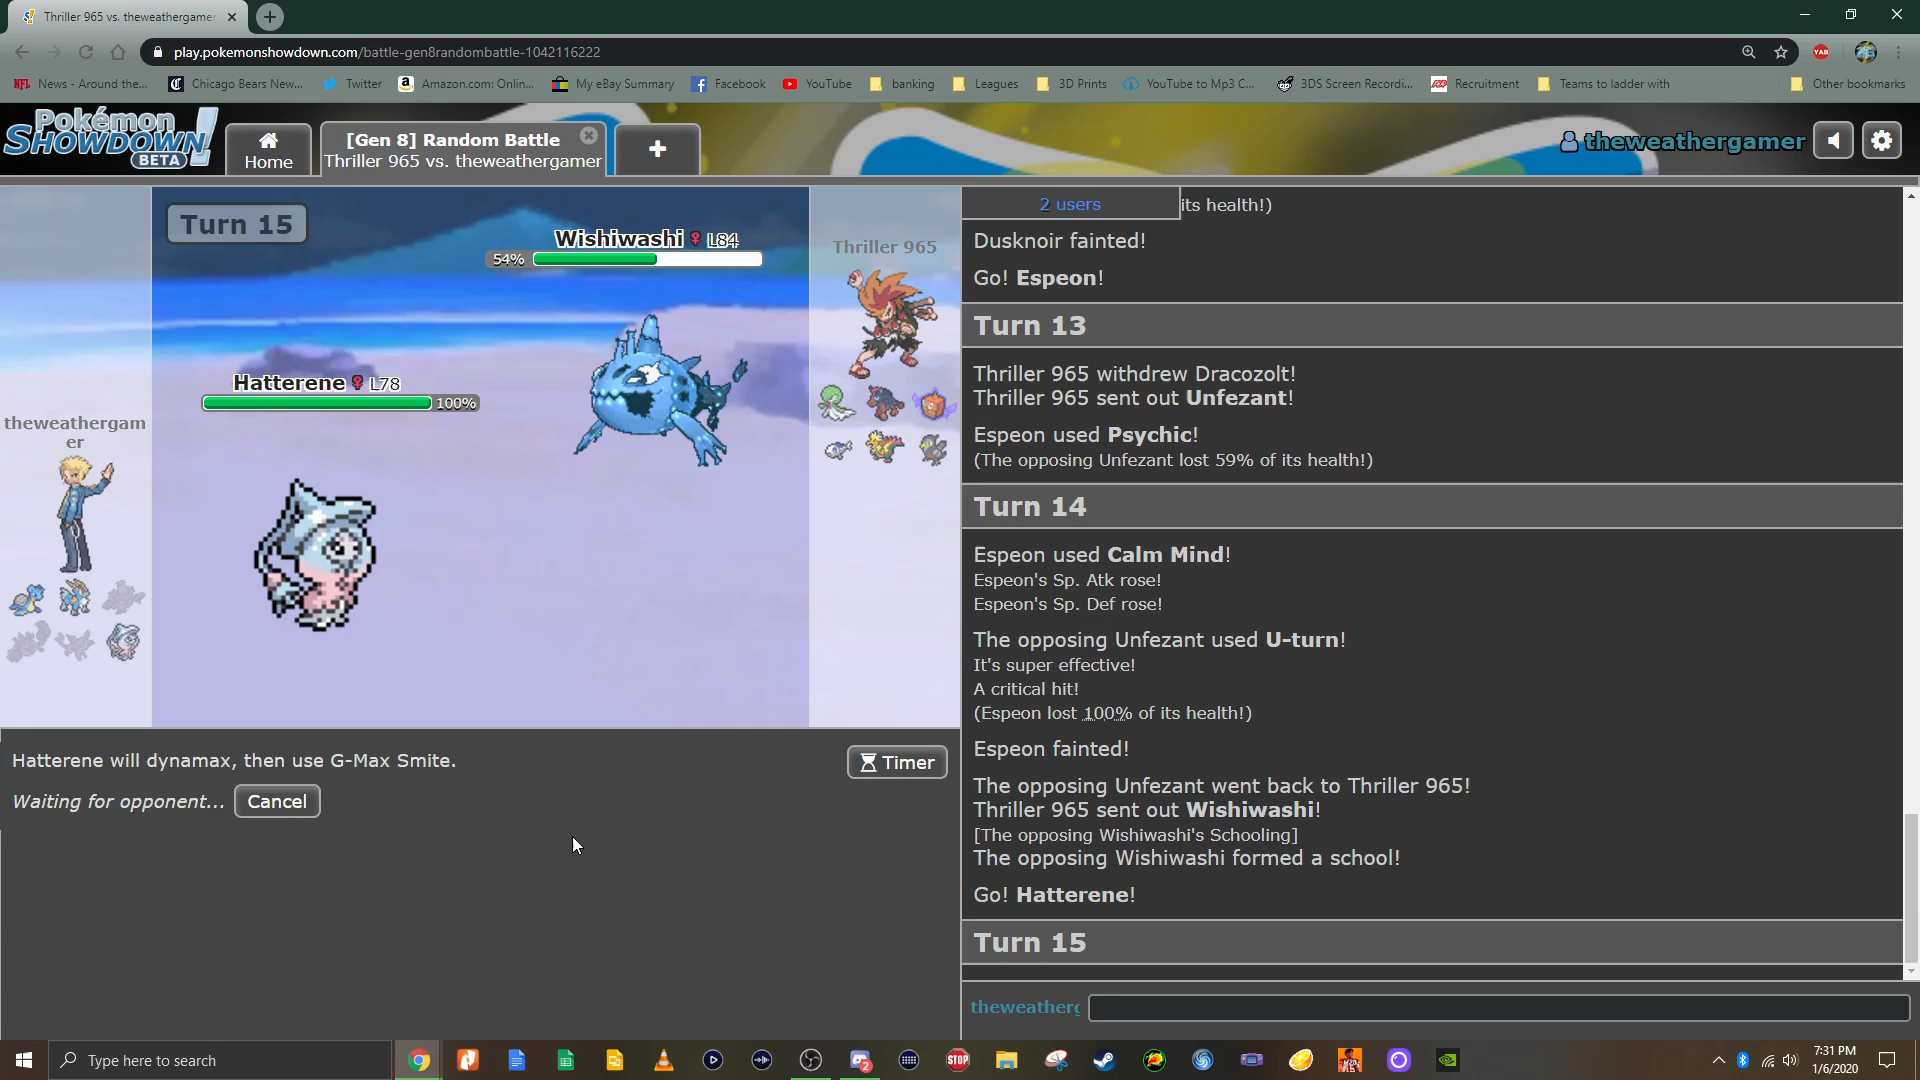 Thriller 965 vs. theweathergamer
play.pokemonshowdown.com/battle-gen8randombattle-1042116222
YAB
News - Around the...
Chicago Bears New...
Twitter
Amazon.com: Onlin...
My eBay Summary
Facebook
YouTube
banking
Leagues
3D Prints
YouTube to Mp3 C...
3DS Screen Recordi...
Recruitment
Teams to ladder with
Other bookmarks
Pokémon
SHOWDOWN!
BETA
Home
[Gen 8] Random Battle
Thriller 965 vs. theweathergamer
theweathergamer
Turn 15
Wishiwashi L84
54%
Thriller 965
Hatterene L78
100%
theweathergam
er
Hatterene will dynamax, then use G-Max Smite.
Timer
Waiting for opponent... Cancel
2 users
its health!)
Dusknoir fainted!
Go! Espeon!
Turn 13
Thriller 965 withdrew Dracozolt!
Thriller 965 sent out Unfezant!
Espeon used Psychic!
(The opposing Unfezant lost 59% of its health!)
Turn 14
Espeon used Calm Mind!
Espeon's Sp. Atk rose!
Espeon's Sp. Def rose!
The opposing Unfezant used U-turn!
It's super effective!
A critical hit!
(Espeon lost 100% of its health!)
Espeon fainted!
The opposing Unfezant went back to Thriller 965!
Thriller 965 sent out Wishiwashi!
[The opposing Wishiwashi's Schooling]
The opposing Wishiwashi formed a school!
Go! Hatterene!
Turn 15
theweatherg
Type here to search
STOP
2
7:31 PM
1/6/2020